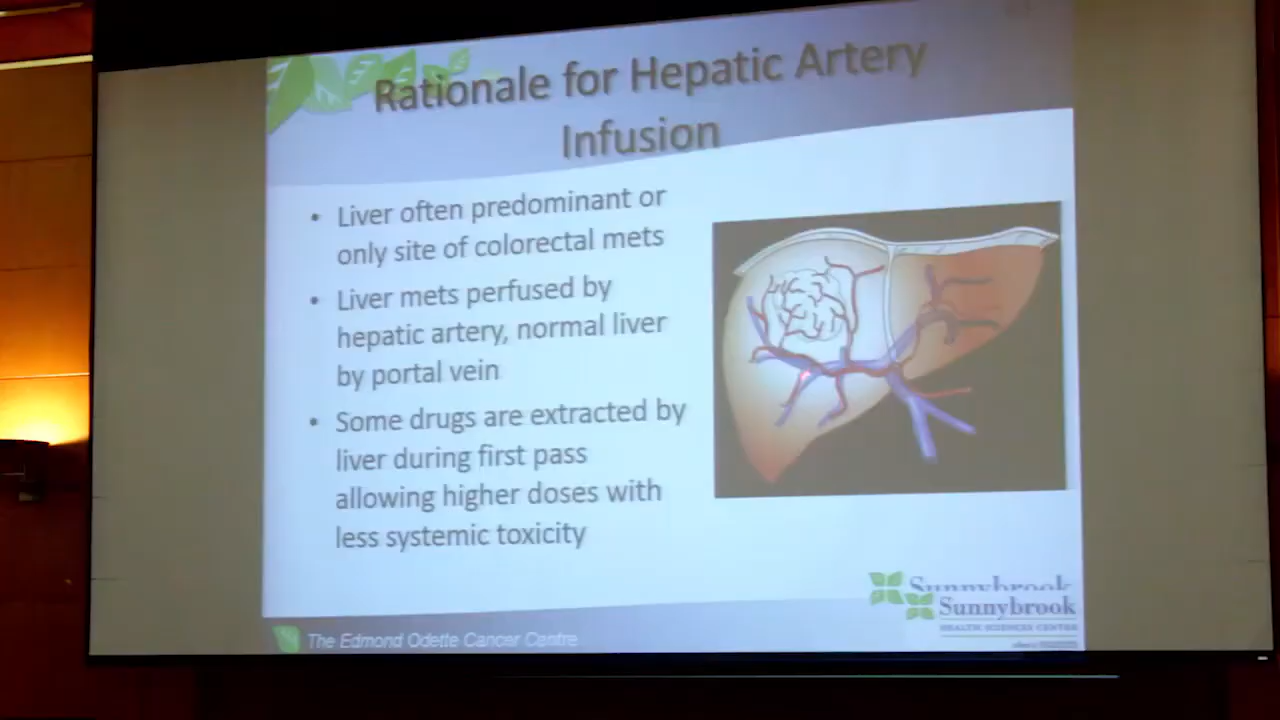 Rationale for Hepatic Artery
Infusion
• Liver often predominant or
only site of colorectal mets
• Liver mets perfused by
hepatic artery, normal liver
by portal vein
• Some drugs are extracted by
liver during first pass
allowing higher doses with
less systemic toxicity
Sunnybrook
Sunnybrook
HEALTH SCIENCES CENTRE
The Edmond Odette Cancer Centre